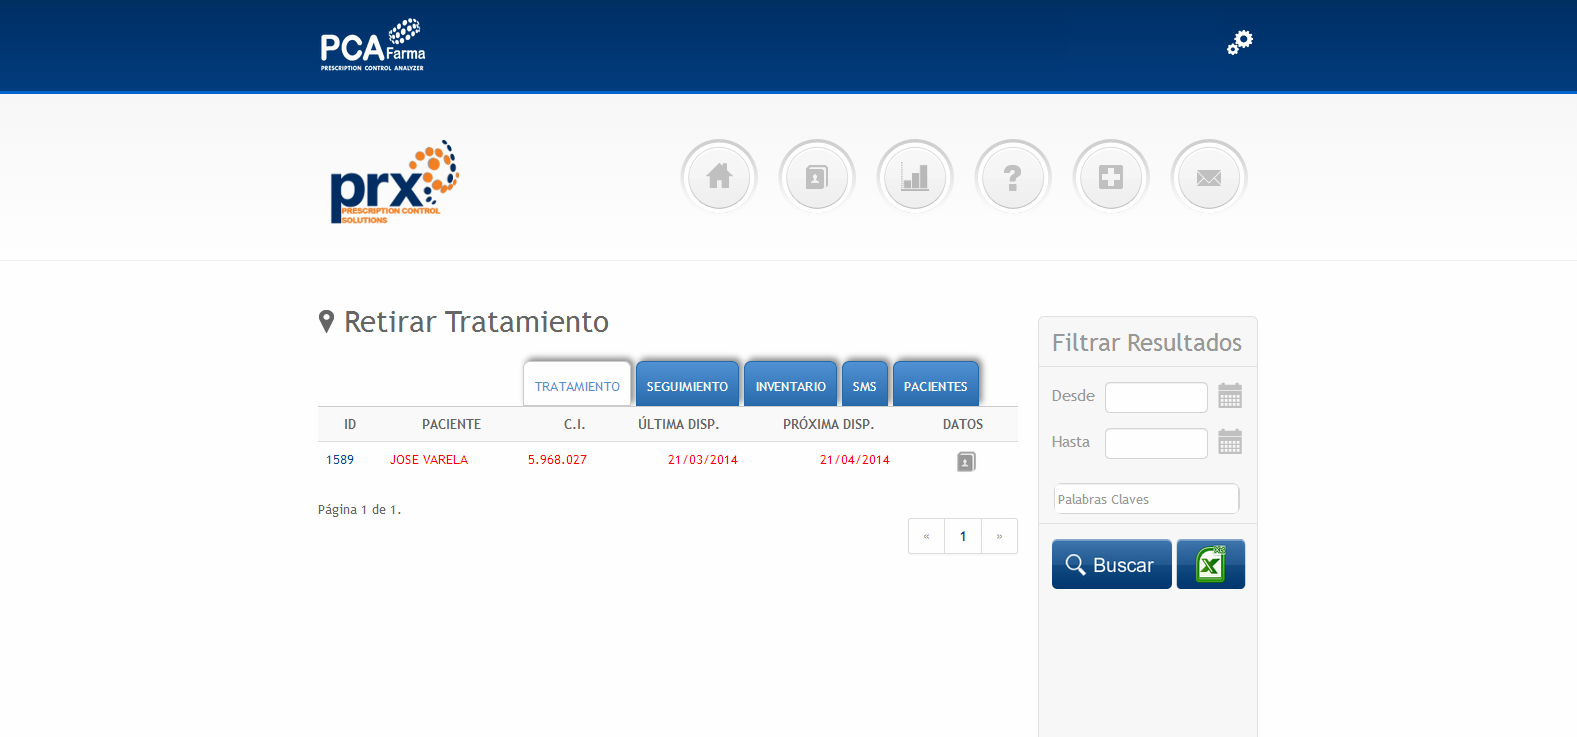 PCA Farma
PRESCRIPTION CONTROL ANALYZER
prx
PRESCRIPTION CONTROL
SOLUTIONS
Retirar Tratamiento
TRATAMIENTO SEGUIMIENTO INVENTARIO SMS PACIENTES
ID PACIENTE C.I. ÚLTIMA DISP. PRÓXIMA DISP. DATOS
1589 JOSE VARELA 5.968.027 21/03/2014 21/04/2014
Página 1 de 1.
« 1 »
Filtrar Resultados
Desde
Hasta
Palabras Claves
Buscar